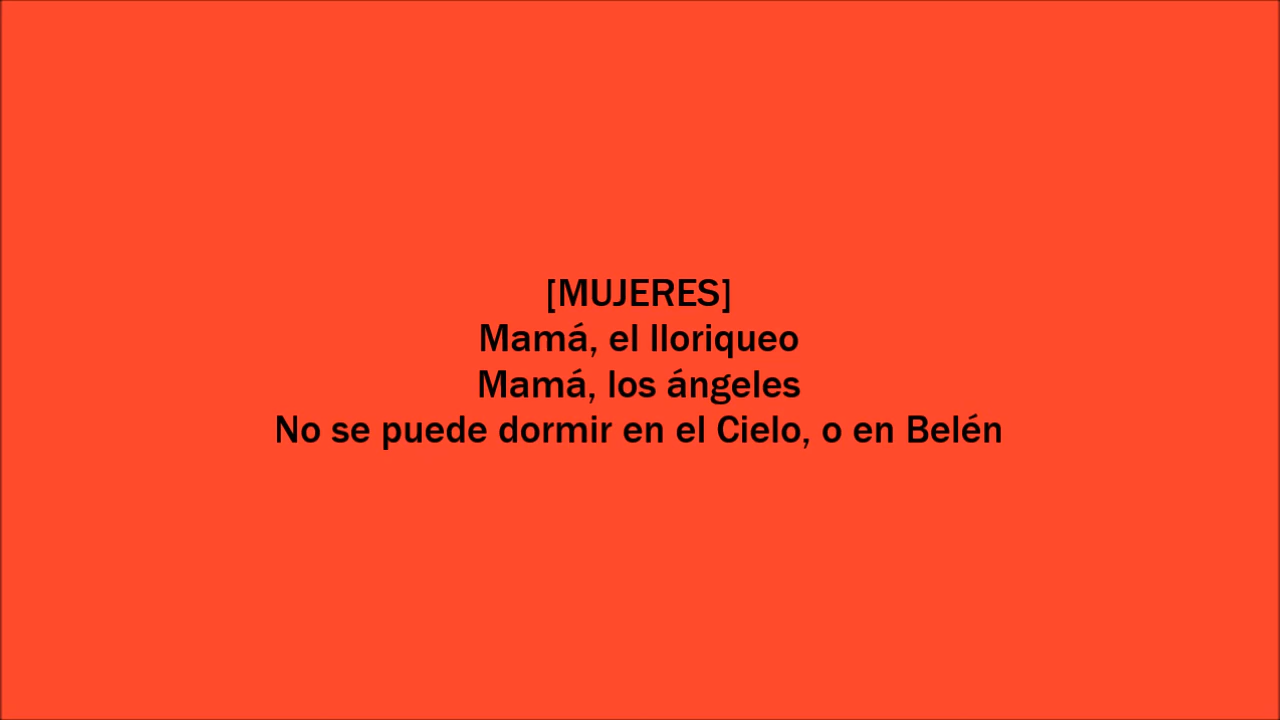 [MUJERES]
Mamá, el lloriqueo
Mamá, los ángeles
No se puede dormir en el Cielo, o en Belén